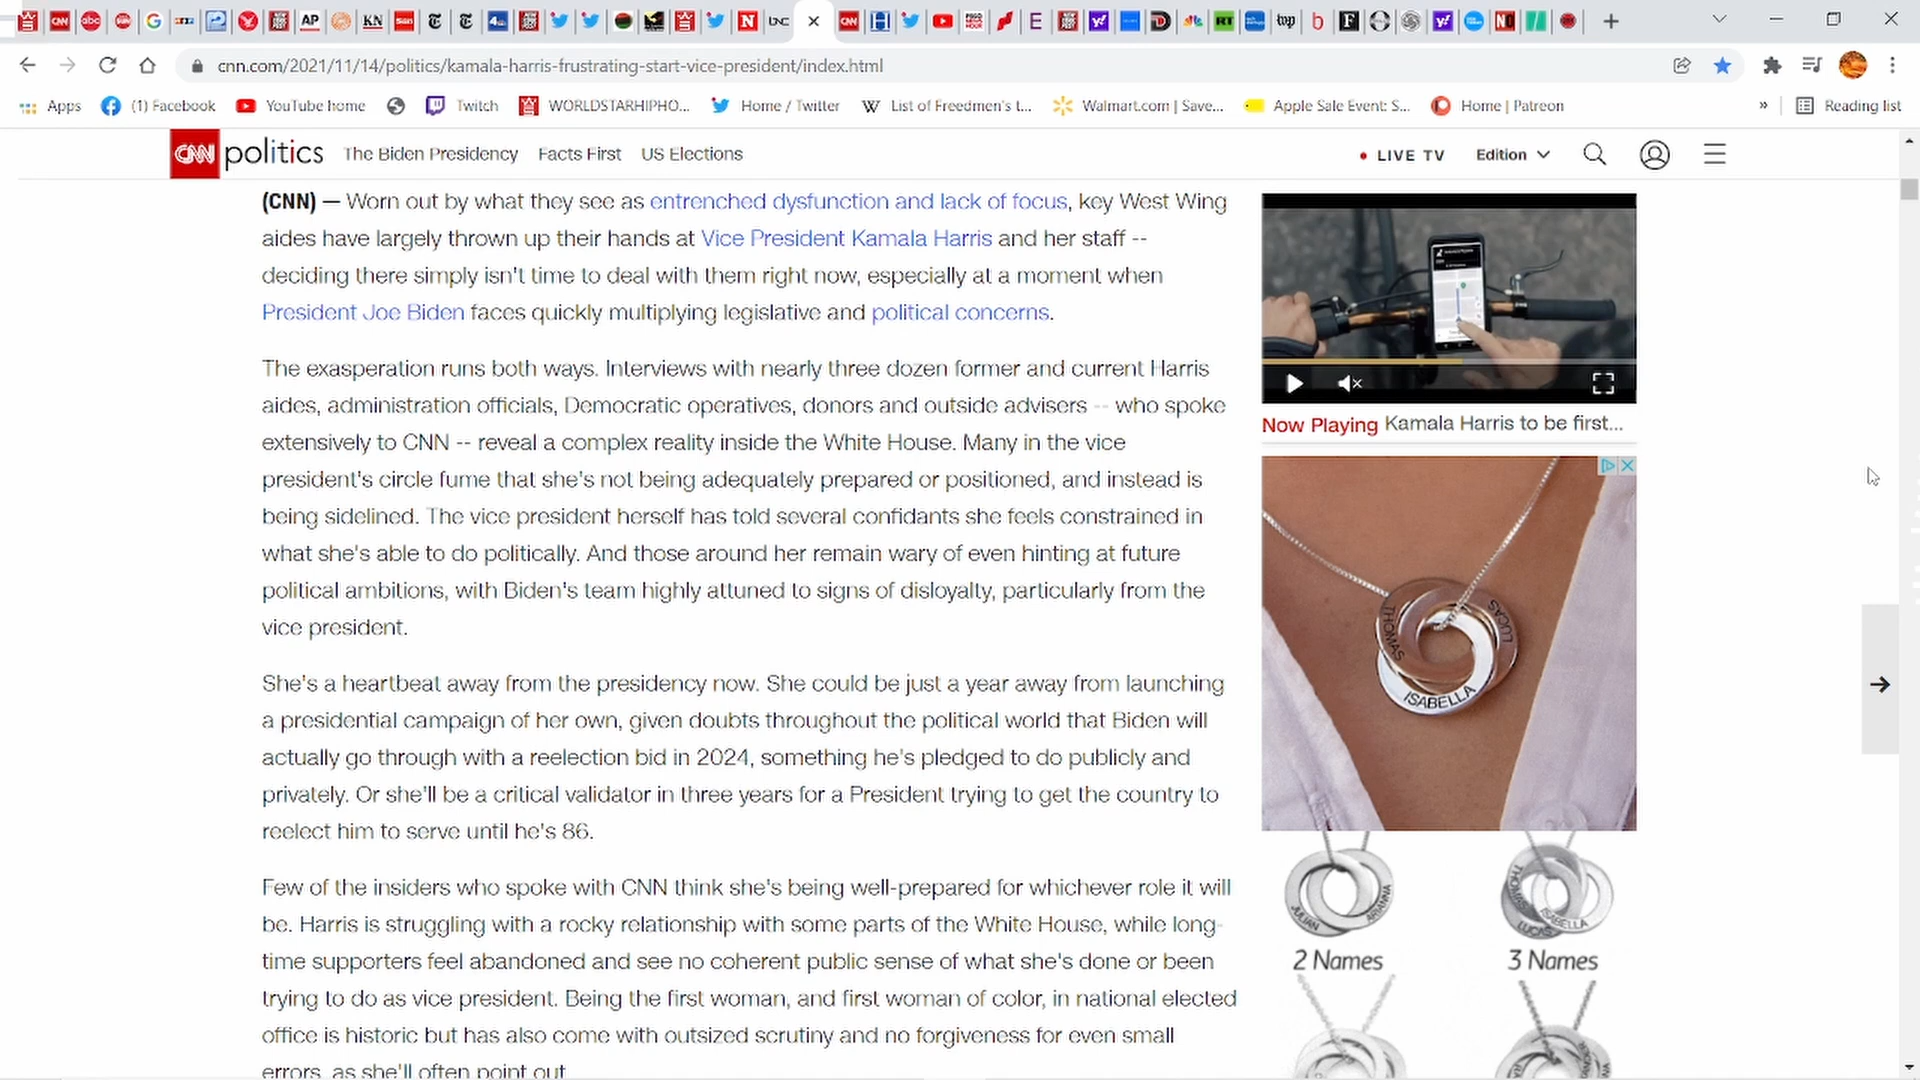 cnn.com/2021/11/14/politics/kamala-harris-frustrating-start-vice-president/index.html
Apps
(1) Facebook
YouTube home
Twitch
WORLDSTARHIPHO...
Home / Twitter
List of Freedmen's t...
Walmart.com | Save...
Apple Sale Event: S...
Home | Patreon
»
Reading list
CNN politics
The Biden Presidency
Facts First
US Elections
LIVE TV
Edition
(CNN) — Worn out by what they see as entrenched dysfunction and lack of focus, key West Wing
aides have largely thrown up their hands at Vice President Kamala Harris and her staff --
deciding there simply isn't time to deal with them right now, especially at a moment when
President Joe Biden faces quickly multiplying legislative and political concerns.
The exasperation runs both ways. Interviews with nearly three dozen former and current Harris
aides, administration officials, Democratic operatives, donors and outside advisers -- who spoke
extensively to CNN -- reveal a complex reality inside the White House. Many in the vice
president's circle fume that she's not being adequately prepared or positioned, and instead is
being sidelined. The vice president herself has told several confidants she feels constrained in
what she's able to do politically. And those around her remain wary of even hinting at future
political ambitions, with Biden's team highly attuned to signs of disloyalty, particularly from the
vice president.
She's a heartbeat away from the presidency now. She could be just a year away from launching
a presidential campaign of her own, given doubts throughout the political world that Biden will
actually go through with a reelection bid in 2024, something he's pledged to do publicly and
privately. Or she'll be a critical validator in three years for a President trying to get the country to
reelect him to serve until he's 86.
Few of the insiders who spoke with CNN think she's being well-prepared for whichever role it will
be. Harris is struggling with a rocky relationship with some parts of the White House, while long-
time supporters feel abandoned and see no coherent public sense of what she's done or been
trying to do as vice president. Being the first woman, and first woman of color, in national elected
office is historic but has also come with outsized scrutiny and no forgiveness for even small
errors, as she'll often point out.
Now Playing Kamala Harris to be first...
THOMAS
LUCAS
ISABELLA
JULIAN
ARIANNA
THOMAS
ISABELLA
LUCAS
2 Names
3 Names